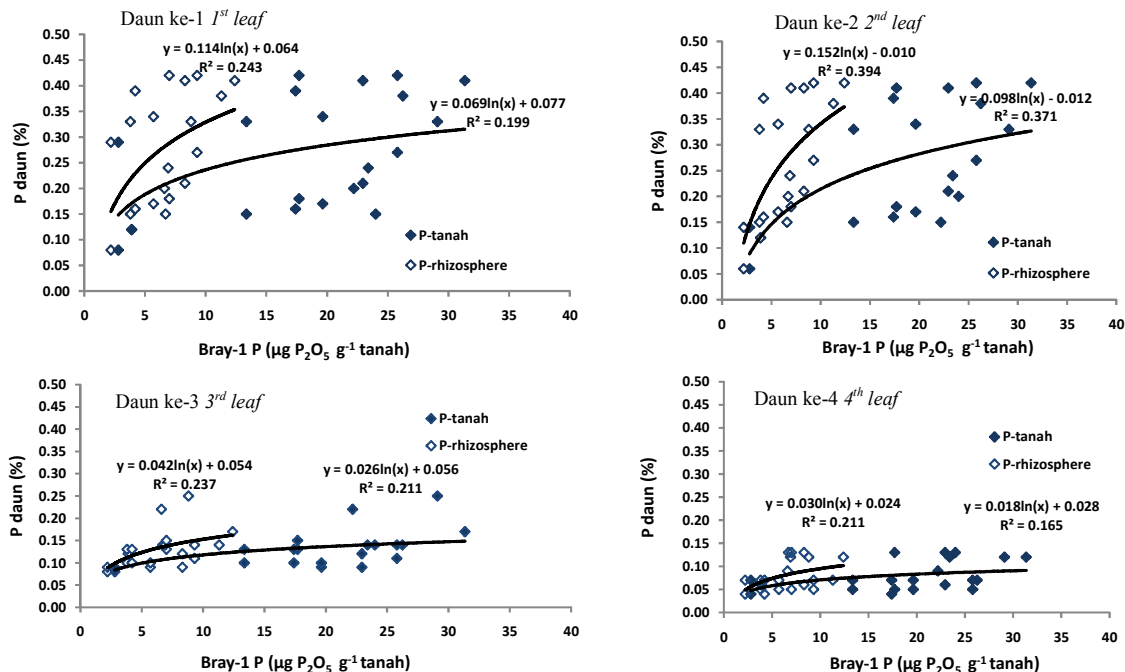 Daun ke-1 1st leaf
y = 0.114ln(x) + 0.064
R² = 0.243
0.069ln(x) + 0.077
R² = 0.199
P daun (%)
0.50
0.45
0.40
0.35
0.30
0.25
0.20
0.15
0.10
0.05
0.00
P-tanah
P-rhizosphere
0 5 10 15 20 25 30 35 40
Bray-1 P (µg P₂O₅ g⁻¹ tanah)
Daun ke-2 2nd leaf
y = 0.152ln(x) - 0.010
R² = 0.394
0.098ln(x) - 0.012
R² = 0.371
P daun (%)
0.50
0.45
0.40
0.35
0.30
0.25
0.20
0.15
0.10
0.05
0.00
P-tanah
P-rhizosphere
0 5 10 15 20 25 30 35 40
Bray-1 P (µg P₂O₅ g⁻¹ tanah)
Daun ke-3 3rd leaf
P-tanah
P-rhizosphere
y = 0.042ln(x) + 0.054
R² = 0.237
y = 0.026ln(x) + 0.056
R² = 0.211
P daun (%)
0.50
0.45
0.40
0.35
0.30
0.25
0.20
0.15
0.10
0.05
0.00
0 5 10 15 20 25 30 35 40
Bray-1 P (µg P₂O₅ g⁻¹ tanah)
Daun ke-4 4th leaf
P-tanah
P-rhizosphere
y = 0.030ln(x) + 0.024
R² = 0.211
y = 0.018ln(x) + 0.028
R² = 0.165
P daun (%)
0.50
0.45
0.40
0.35
0.30
0.25
0.20
0.15
0.10
0.05
0.00
0 5 10 15 20 25 30 35 40
Bray-1 P (µg P₂O₅ g⁻¹ tanah)